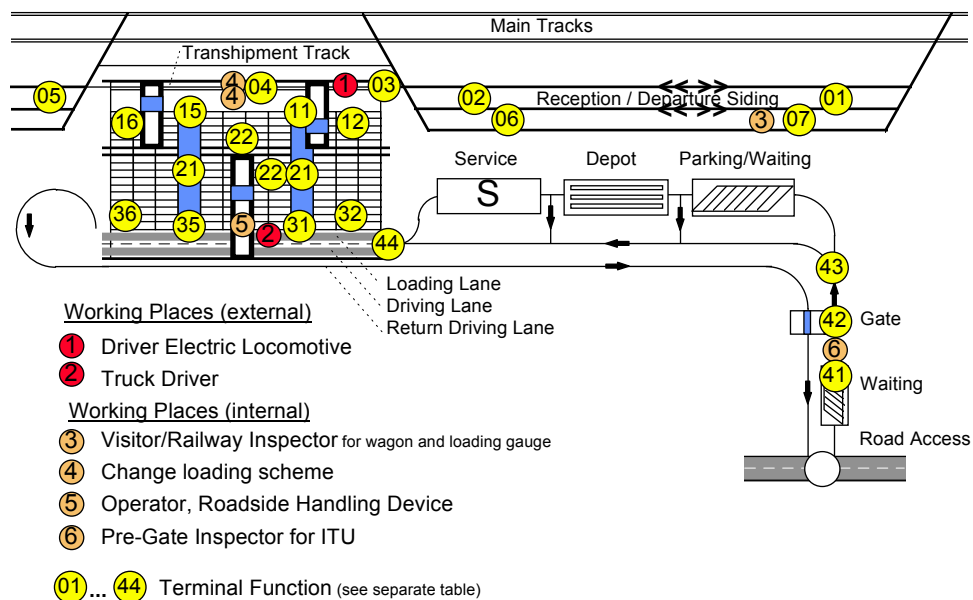 Main Tracks
Transhipment Track
4 04 1 03
4
05 02 Reception / Departure Siding 01
16 15 11 12 06 3 07
22
Service Depot Parking/Waiting
21 22 21
S
36 35 5 31 32
2 44
43
Loading Lane
Driving Lane
Return Driving Lane
42 Gate
6
41 Waiting
Road Access
Working Places (external)
1 Driver Electric Locomotive
2 Truck Driver
Working Places (internal)
3 Visitor/Railway Inspector for wagon and loading gauge
4 Change loading scheme
5 Operator, Roadside Handling Device
6 Pre-Gate Inspector for ITU
01 ... 44 Terminal Function (see separate table)